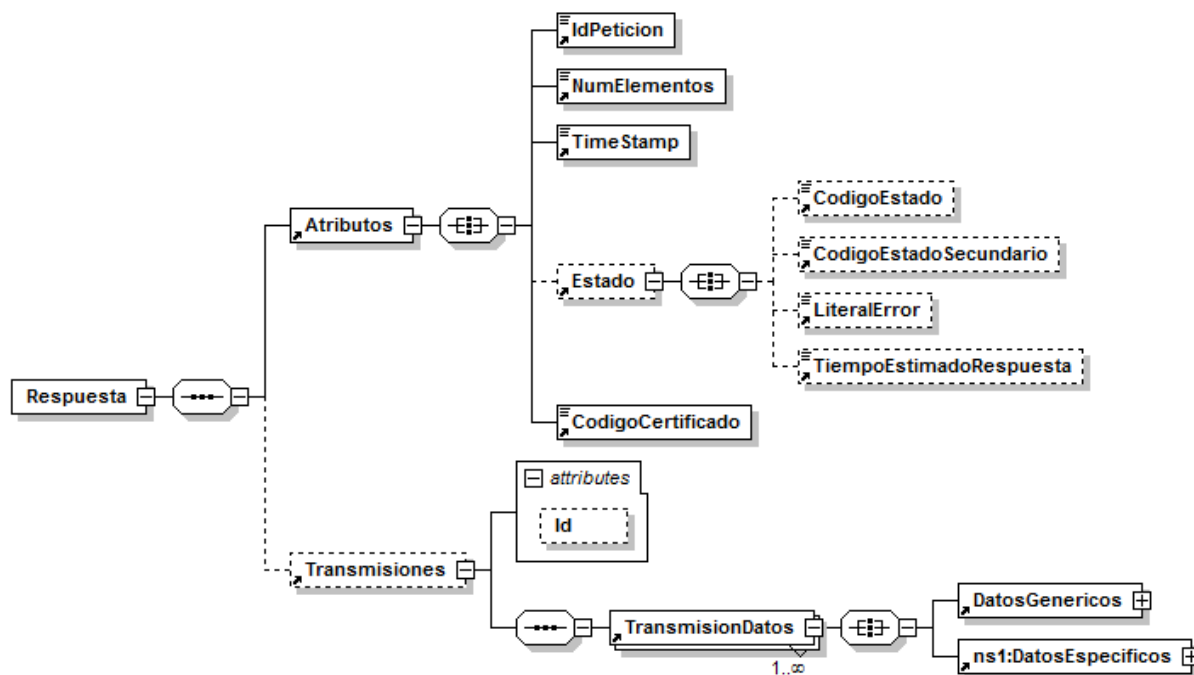 IdPeticion
NumElementos
TimeStamp
CodigoEstado
Atributos
CodigoEstadoSecundario
Estado
LiteralError
TiempoEstimadoRespuesta
Respuesta
CodigoCertificado
attributes
Id
Transmisiones
DatosGenericos
TransmisionDatos
ns1:DatosEspecificos
1..∞